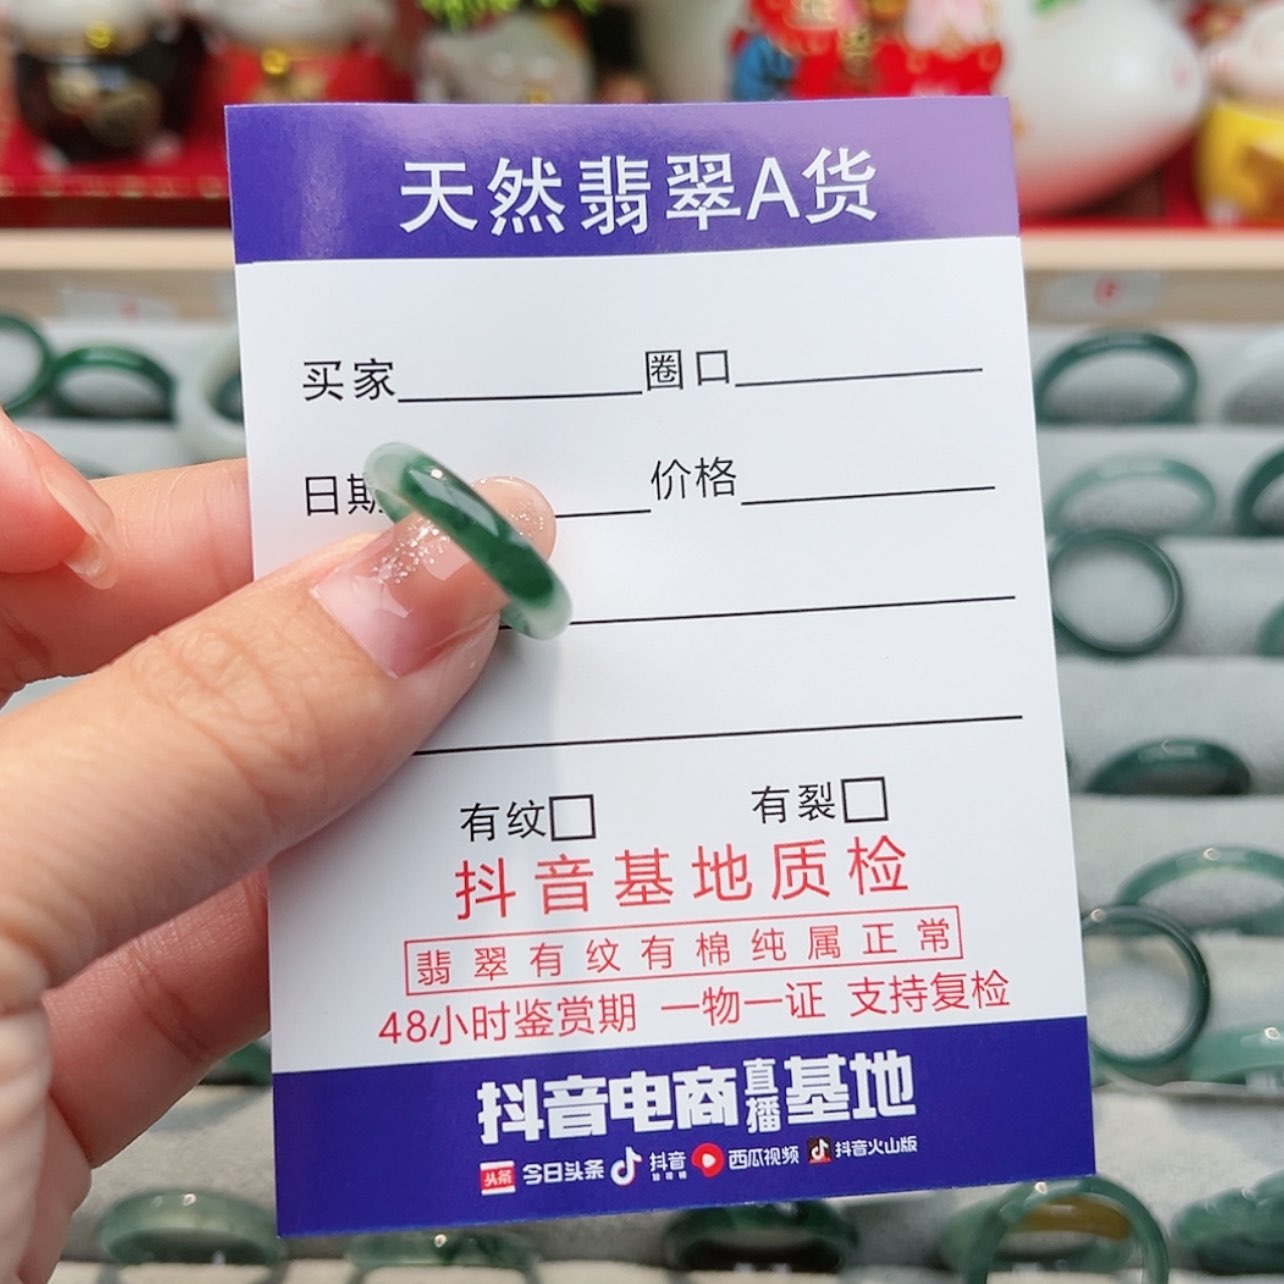 天然翡翠A货
买家 圈口
日期 价格
有纹 有裂
抖音基地质检
翡翠有纹有棉纯属正常
48小时鉴赏期 一物一证 支持复检
抖音电商直播基地
头条 今日头条 抖音 西瓜视频 抖音火山版